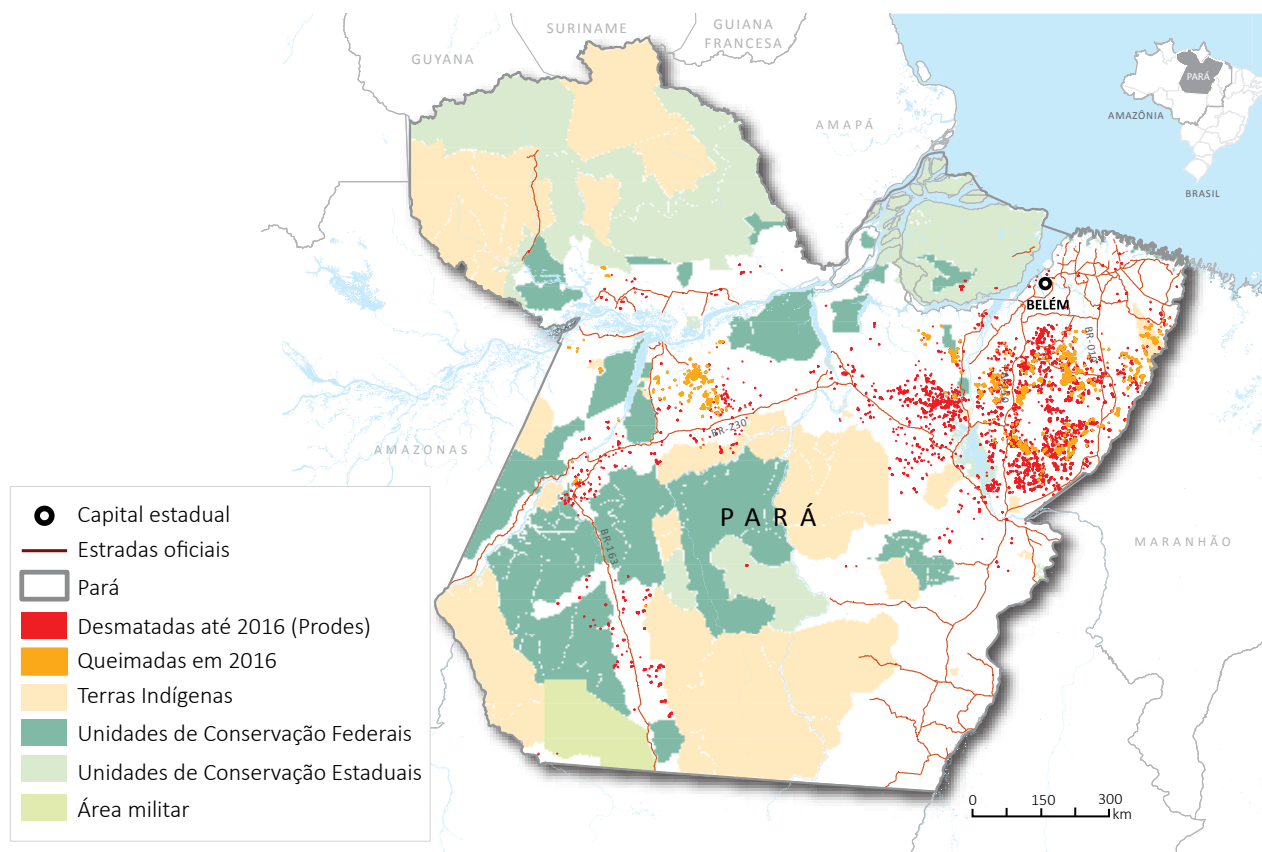 SURINAME
GUIANA
FRANCESA
GUYANA
AMAPÁ
PARÁ
AMAZÔNIA
BRASIL
BELÉM
BR-010
BR-230
AMAZONAS
PARÁ
BR-163
MARANHÃO
Capital estadual
Estradas oficiais
Pará
Desmatadas até 2016 (Prodes)
Queimadas em 2016
Terras Indígenas
Unidades de Conservação Federais
Unidades de Conservação Estaduais
Área militar
0 150 300
km